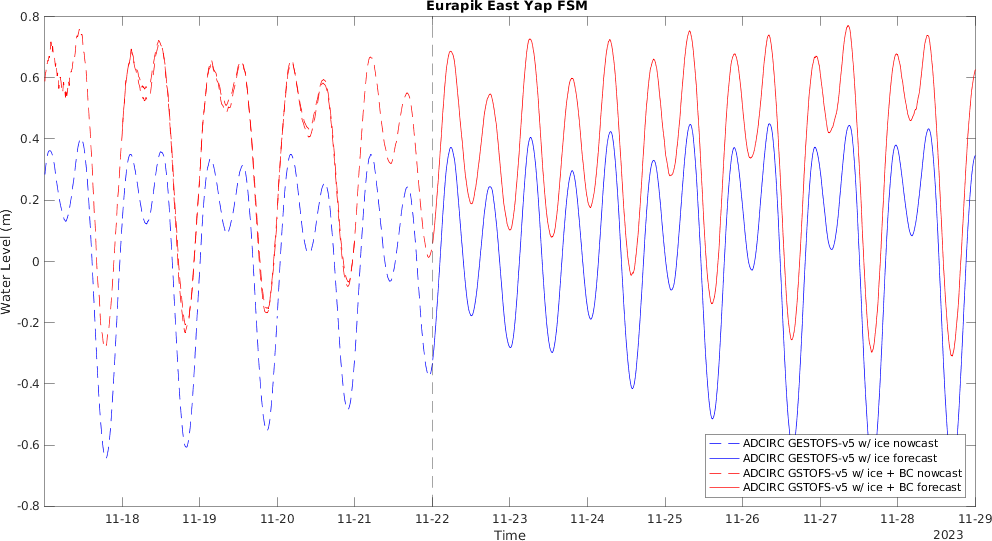 Eurapik East Yap FSM
0.8
0.6
0.4
0.2
0
-0.2
-0.4
-0.6
-0.8
Water Level (m)
ADCIRC GESTOFS-v5 w/ ice nowcast
ADCIRC GESTOFS-v5 w/ ice forecast
ADCIRC GSTOFS-v5 w/ ice + BC nowcast
ADCIRC GSTOFS-v5 w/ ice + BC forecast
11-18 11-19 11-20 11-21 11-22 11-23 11-24 11-25 11-26 11-27 11-28 11-29
Time
2023